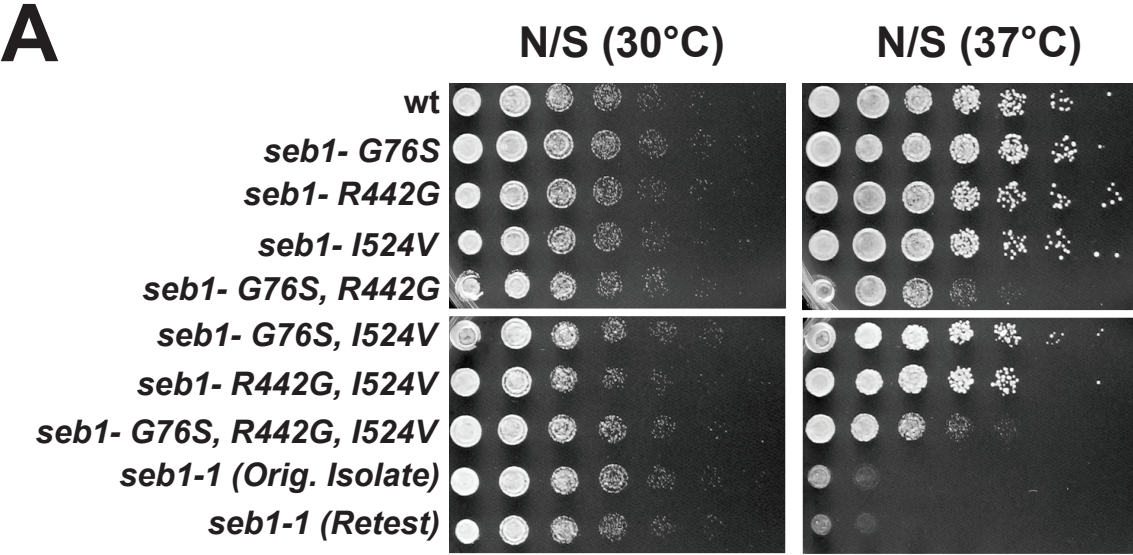 A
N/S (30°C) N/S (37°C)
wt
seb1- G76S
seb1- R442G
seb1- I524V
seb1- G76S, R442G
seb1- G76S, I524V
seb1- R442G, I524V
seb1- G76S, R442G, I524V
seb1-1 (Orig. Isolate)
seb1-1 (Retest)